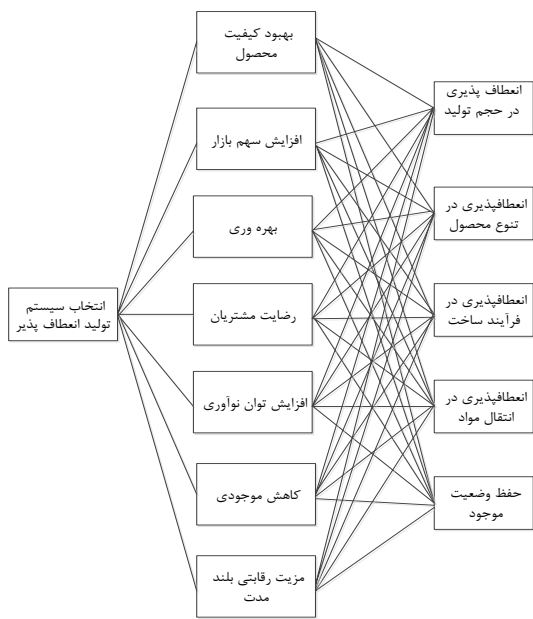 انتخاب سیستم
تولید انعطاف پذیر
بهبود کیفیت
محصول
افزایش سهم بازار
بهره وری
رضایت مشتریان
افزایش توان نوآوری
کاهش موجودی
مزیت رقابتی بلند
مدت
انعطاف پذیری
در حجم تولید
انعطافپذیری در
تنوع محصول
انعطافپذیری در
فرآیند ساخت
انعطافپذیری در
انتقال مواد
حفظ وضعیت
موجود